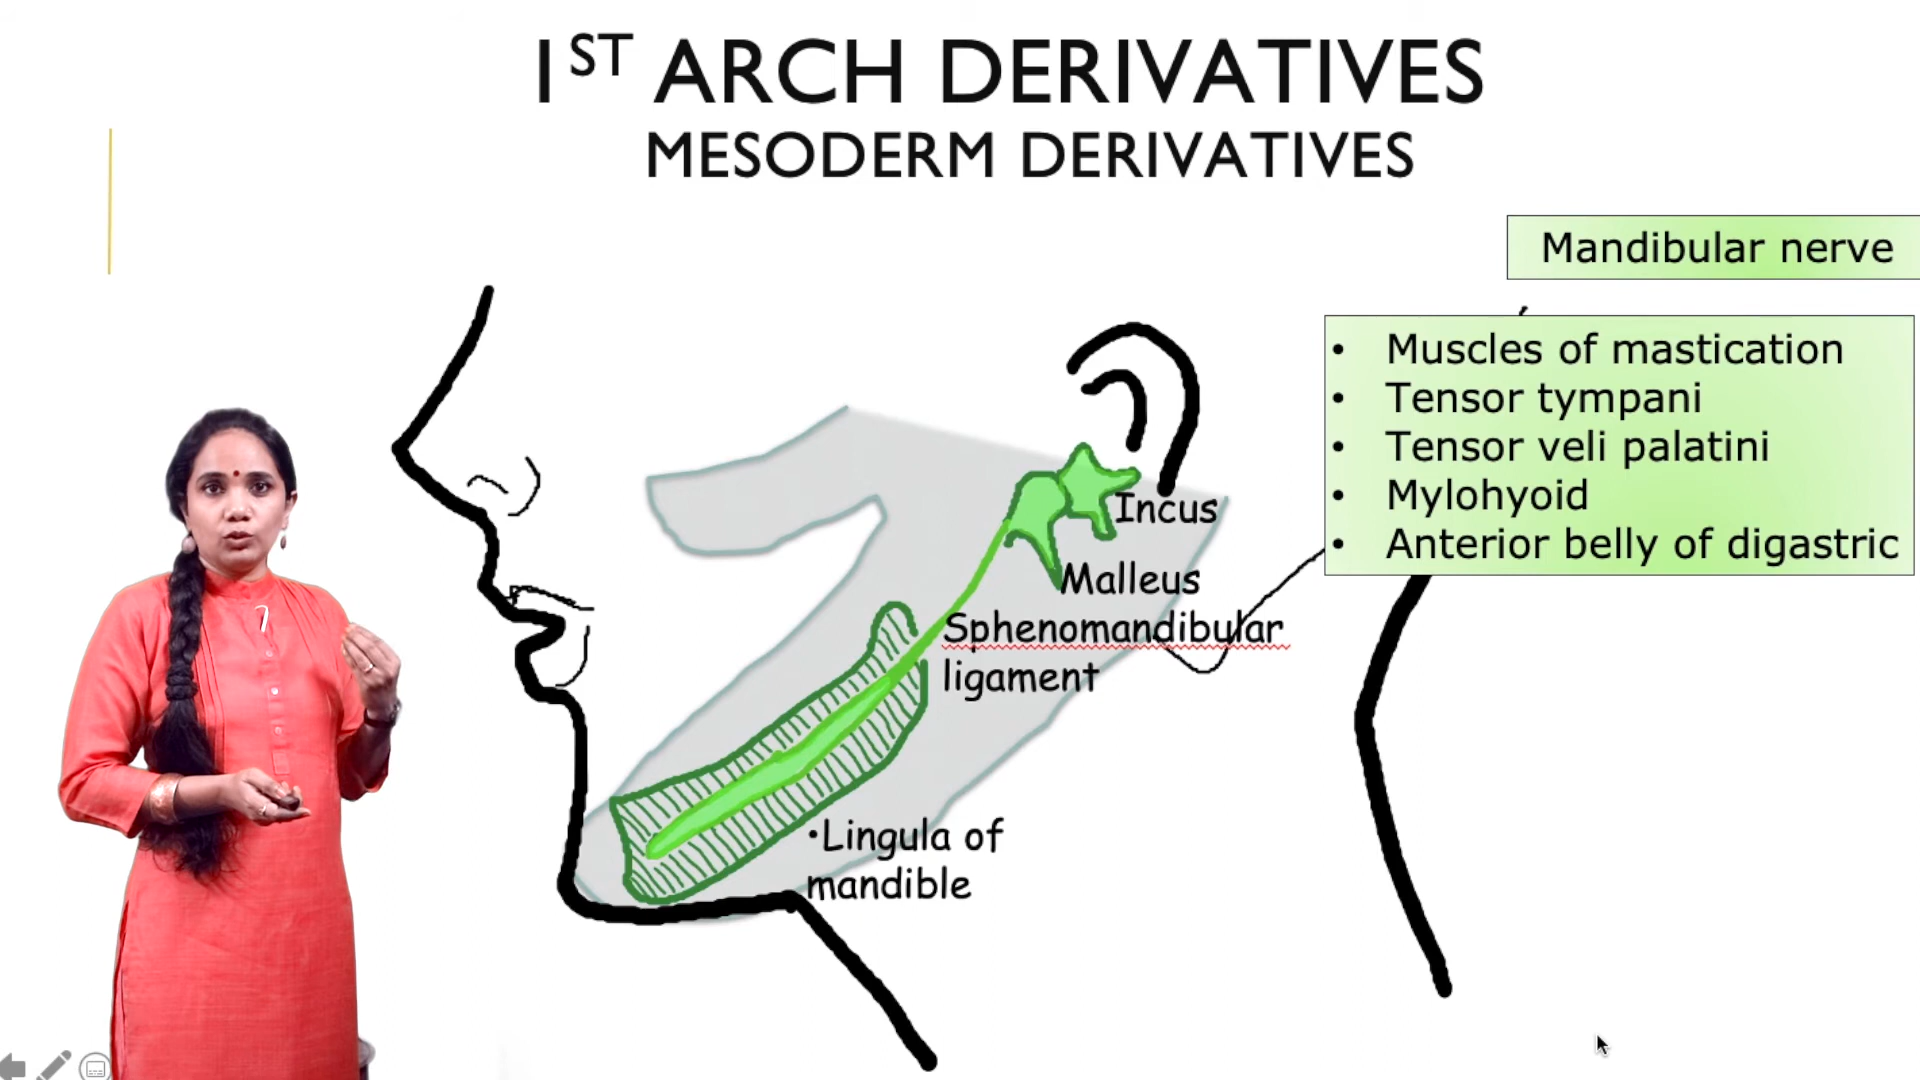 1ST ARCH DERIVATIVES
MESODERM DERIVATIVES
Mandibular nerve
• Muscles of mastication
• Tensor tympani
• Tensor veli palatini
• Mylohyoid
• Anterior belly of digastric
Incus
Malleus
Sphenomandibular
ligament
•Lingula of
mandible